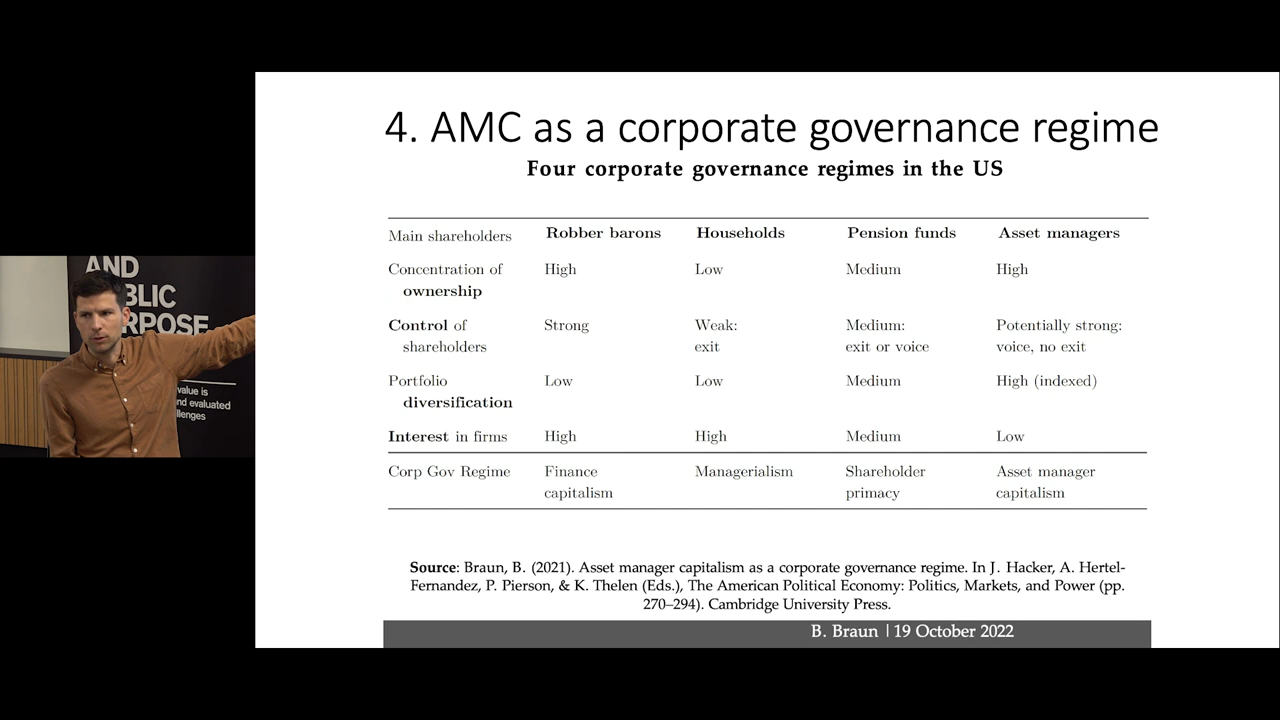 AND
BLIC
RPOSE
value is
nd evaluated
llenges
4. AMC as a corporate governance regime
Four corporate governance regimes in the US
Main shareholders Robber barons Households Pension funds Asset managers
Concentration of High Low Medium High
ownership
Control of Strong Weak: Medium: Potentially strong:
shareholders exit exit or voice voice, no exit
Portfolio Low Low Medium High (indexed)
diversification
Interest in firms High High Medium Low
Corp Gov Regime Finance Managerialism Shareholder Asset manager
capitalism primacy capitalism
Source: Braun, B. (2021). Asset manager capitalism as a corporate governance regime. In J. Hacker, A. Hertel-
Fernandez, P. Pierson, & K. Thelen (Eds.), The American Political Economy: Politics, Markets, and Power (pp.
270–294). Cambridge University Press.
B. Braun | 19 October 2022